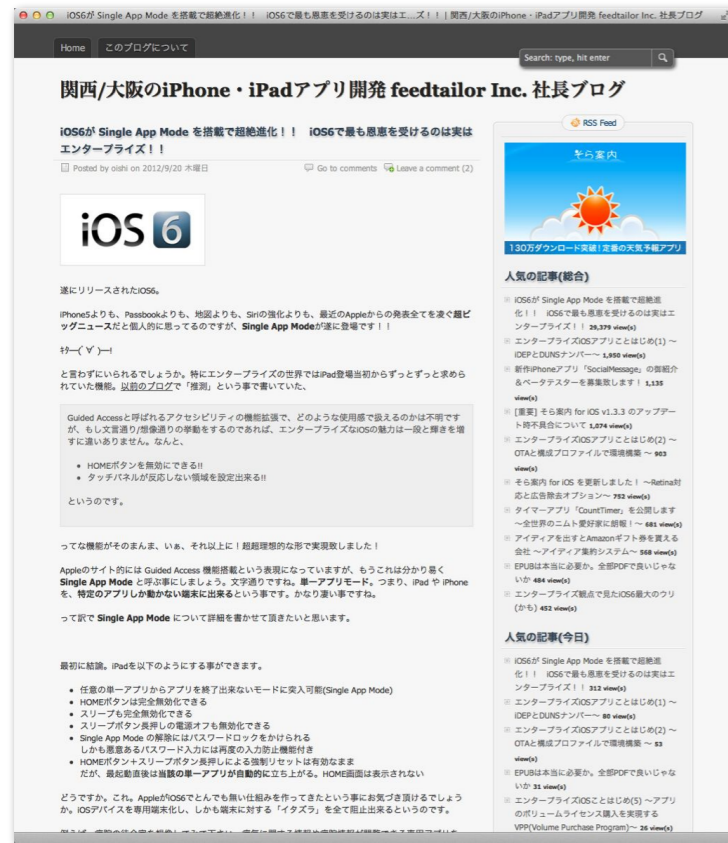 iOS6が Single App Mode を搭載で超絶進化！！　iOS6で最も恩恵を受けるのは実はエ...ズ！！ | 関西/大阪のiPhone・iPadアプリ開発 feedtailor Inc. 社長ブログ
Home このブログについて
Search: type, hit enter
関西/大阪のiPhone・iPadアプリ開発 feedtailor Inc. 社長ブログ
iOS6が Single App Mode を搭載で超絶進化！！　iOS6で最も恩恵を受けるのは実は
エンタープライズ！！
Posted by oishi on 2012/9/20 木曜日 Go to comments Leave a comment (2)
iOS 6
遂にリリースされたiOS6。
iPhone5よりも、Passbookよりも、地図よりも、Siriの強化よりも、最近のAppleからの発表全てを凌ぐ超ビ
ッグニュースだと個人的に思ってるのですが、Single App Modeが遂に登場です！！
ｷﾀ—(ﾟ∀ﾟ)—!
と言わずにいられるでしょうか。特にエンタープライズの世界ではiPad登場当初からずっとずっと求めら
れていた機能。以前のブログで「推測」という事で書いていた、
Guided Accessと呼ばれるアクセシビリティの機能拡張で、どのような使用感で扱えるのかは不明です
が、もし文言通り/想像通りの挙動をするのであれば、エンタープライズなiOSの魅力は一段と輝きを増
すに違いありません。なんと、
HOMEボタンを無効にできる!!
タッチパネルが反応しない領域を設定出来る!!
というのです。
ってな機能がそのまんま、いぁ、それ以上に！超超理想的な形で実現致しました！
Appleのサイト的には Guided Access 機能搭載という表現になっていますが、もうこれは分かり易く
Single App Mode と呼ぶ事にしましょう。文字通りですね。単一アプリモード。つまり、iPad や iPhone
を、特定のアプリしか動かない端末に出来るという事です。かなり凄い事ですね。
って訳で Single App Mode について詳細を書かせて頂きたいと思います。
最初に結論。iPadを以下のようにする事ができます。
任意の単一アプリからアプリを終了出来ないモードに突入可能(Single App Mode)
HOMEボタンは完全無効化できる
スリープも完全無効化できる
スリープボタン長押しの電源オフも無効化できる
Single App Mode の解除にはパスワードロックをかけられる
しかも悪意あるパスワード入力には再度の入力防止機能付き
HOMEボタン＋スリープボタン長押しによる強制リセットは有効なまま
だが、最起動直後は当該の単一アプリが自動的に立ち上がる。HOME画面は表示されない
どうですか。これ。AppleがiOS6でとんでも無い仕組みを作ってきたという事にお気づき頂けるでしょう
か。iOSデバイスを専用端末化し、しかも端末に対する「イタズラ」を全て阻止出来るというのです。
RSS Feed
そら案内
130万ダウンロード突破！定番の天気予報アプリ
人気の記事(総合)
iOS6が Single App Mode を搭載で超絶進
化！！　iOS6で最も恩恵を受けるのは実はエ
ンタープライズ！！ 29,379 view(s)
エンタープライズiOSアプリことはじめ(1) ～
iDEPとDUNSナンバー～ 1,950 view(s)
新作iPhoneアプリ「SocialMessage」の御紹介
＆ベータテスターを募集致します！ 1,135
view(s)
[重要] そら案内 for iOS v1.3.3 のアップデー
ト時不具合について 1,074 view(s)
エンタープライズiOSアプリことはじめ(2) ～
OTAと構成プロファイルで環境構築 ～ 903
view(s)
そら案内 for iOS を更新しました！ ～Retina対
応と広告除去オプション～ 752 view(s)
タイマーアプリ「CountTimer」を公開します
～全世界のニムト愛好家に朗報！～ 681 view(s)
アイディアを出すとAmazonギフト券を貰える
会社 ～アイディア集約システム～ 568 view(s)
EPUBは本当に必要か。全部PDFで良いじゃな
いか 484 view(s)
エンタープライズ観点で見たiOS6最大のウリ
(かも) 452 view(s)
人気の記事(今日)
iOS6が Single App Mode を搭載で超絶進
化！！　iOS6で最も恩恵を受けるのは実はエ
ンタープライズ！！ 312 view(s)
エンタープライズiOSアプリことはじめ(1) ～
iDEPとDUNSナンバー～ 80 view(s)
エンタープライズiOSアプリことはじめ(2) ～
OTAと構成プロファイルで環境構築 ～ 53
view(s)
EPUBは本当に必要か。全部PDFで良いじゃな
いか 31 view(s)
エンタープライズiOSことはじめ(5) ～アプリ
のボリュームライセンス購入を実現する
VPP(Volume Purchase Program)～ 26 view(s)